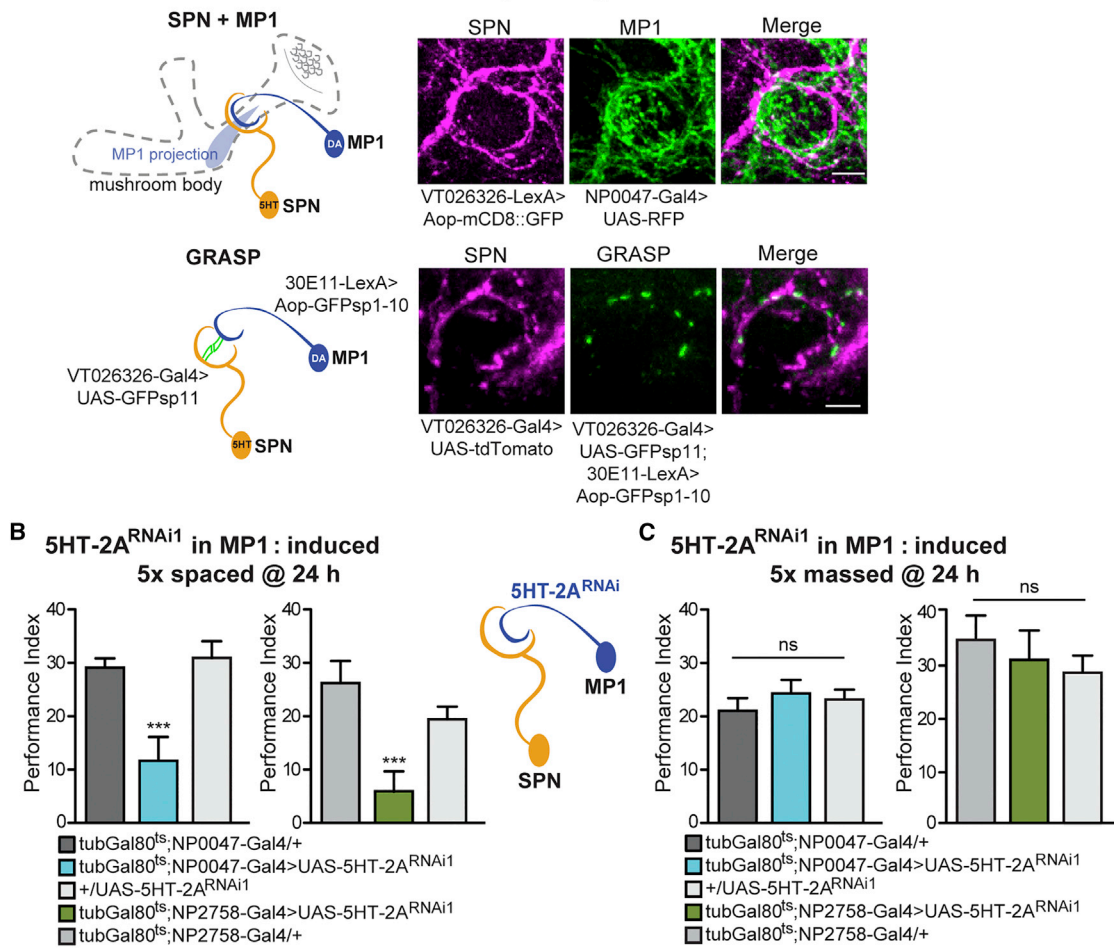 SPN + MP1
DA
MP1
MP1 projection
mushroom body
5HT
SPN
SPN
MP1
Merge
VT026326-LexA>
Aop-mCD8::GFP
NP0047-Gal4>
UAS-RFP
GRASP
30E11-LexA>
Aop-GFPsp1-10
DA
MP1
VT026326-Gal4>
UAS-GFPsp11
5HT
SPN
SPN
GRASP
Merge
VT026326-Gal4>
UAS-tdTomato
VT026326-Gal4>
UAS-GFPsp11;
30E11-LexA>
Aop-GFPsp1-10
B
5HT-2A^RNAi1 in MP1 : induced
5x spaced @ 24 h
Performance Index
40
30
20
10
0
***
Performance Index
40
30
20
10
0
***
5HT-2A^RNAi
MP1
SPN
tubGal80^ts;NP0047-Gal4/+
tubGal80^ts;NP0047-Gal4>UAS-5HT-2A^RNAi1
+/UAS-5HT-2A^RNAi1
tubGal80^ts;NP2758-Gal4>UAS-5HT-2A^RNAi1
tubGal80^ts;NP2758-Gal4/+
C
5HT-2A^RNAi1 in MP1 : induced
5x massed @ 24 h
Performance Index
40
30
20
10
0
ns
Performance Index
40
30
20
10
0
ns
tubGal80^ts;NP0047-Gal4/+
tubGal80^ts;NP0047-Gal4>UAS-5HT-2A^RNAi1
+/UAS-5HT-2A^RNAi1
tubGal80^ts;NP2758-Gal4>UAS-5HT-2A^RNAi1
tubGal80^ts;NP2758-Gal4/+